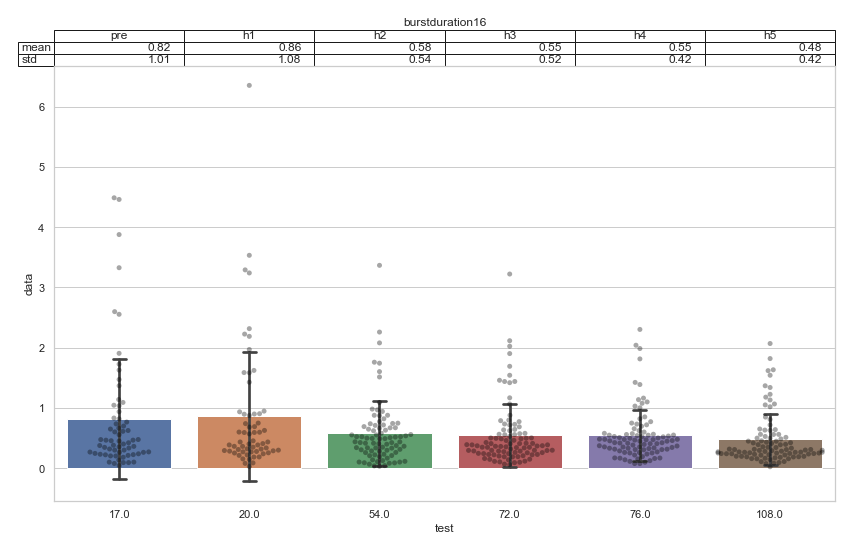 burstduration16
pre h1 h2 h3 h4 h5
mean 0.82 0.86 0.58 0.55 0.55 0.48
std 1.01 1.08 0.54 0.52 0.42 0.42
6
5
4
3
2
1
0
data
17.0 20.0 54.0 72.0 76.0 108.0
test